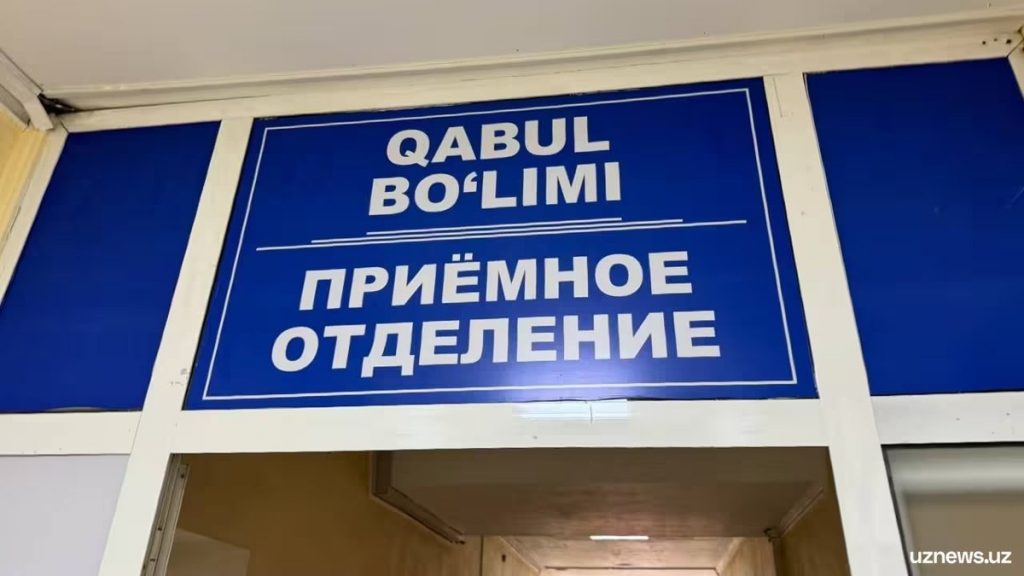 QABUL
BO‘LIMI
ПРИЁМНОЕ
ОТДЕЛЕНИЕ
uznews.uz